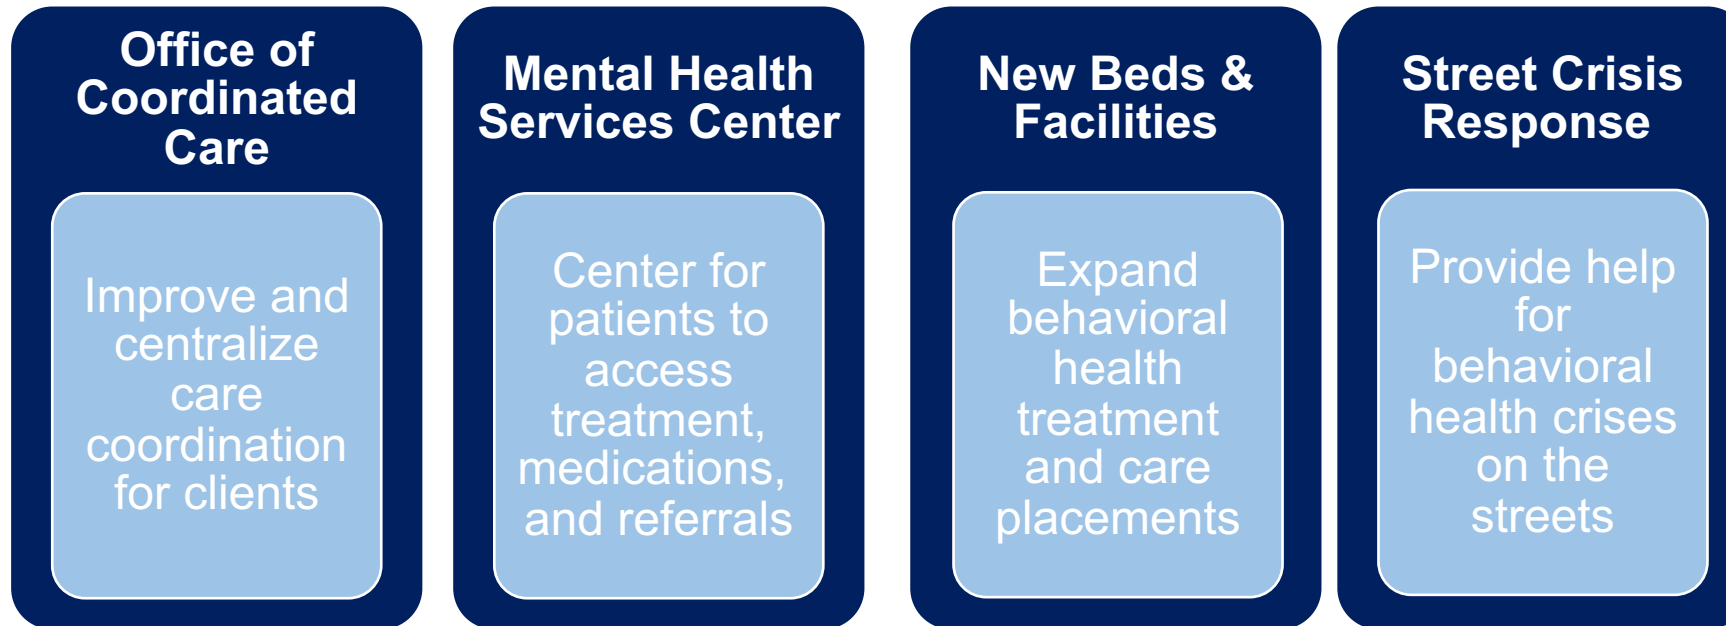 Office of
Coordinated
Care
Improve and
centralize
care
coordination
for clients
Mental Health
Services Center
Center for
patients to
access
treatment,
medications,
and referrals
New Beds &
Facilities
Expand
behavioral
health
treatment
and care
placements
Street Crisis
Response
Provide help
for
behavioral
health crises
on the
streets